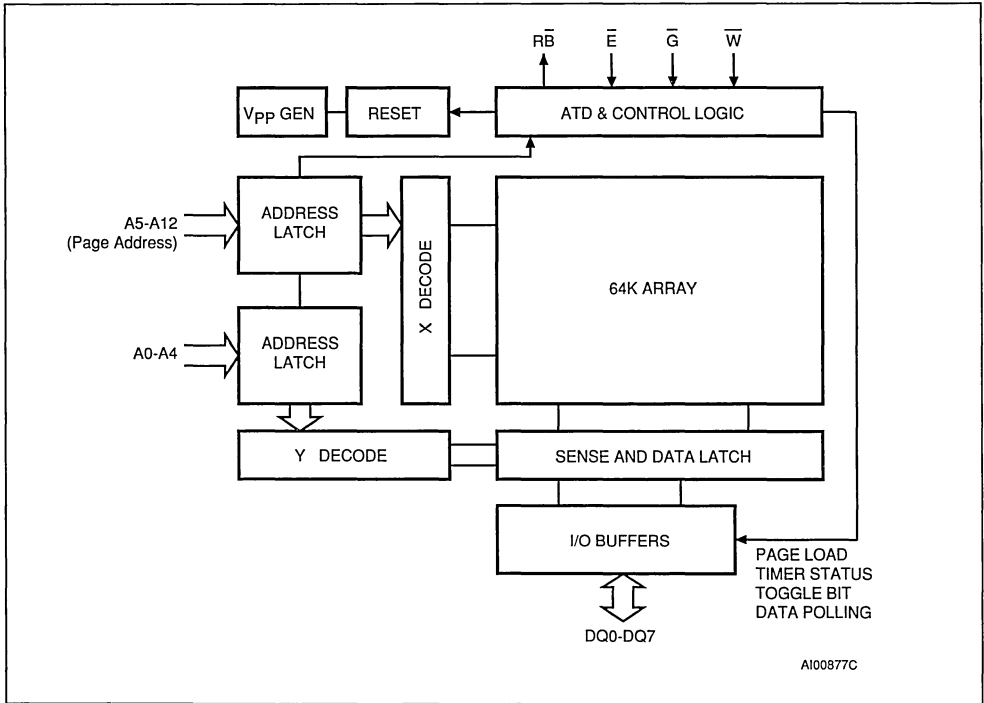 RB̅ E̅ G̅ W̅
VPP GEN
RESET
ATD & CONTROL LOGIC
A5-A12
(Page Address)
ADDRESS
LATCH
X DECODE
64K ARRAY
A0-A4
ADDRESS
LATCH
Y DECODE
SENSE AND DATA LATCH
I/O BUFFERS
PAGE LOAD
TIMER STATUS
TOGGLE BIT
DATA POLLING
DQ0-DQ7
AI00877C